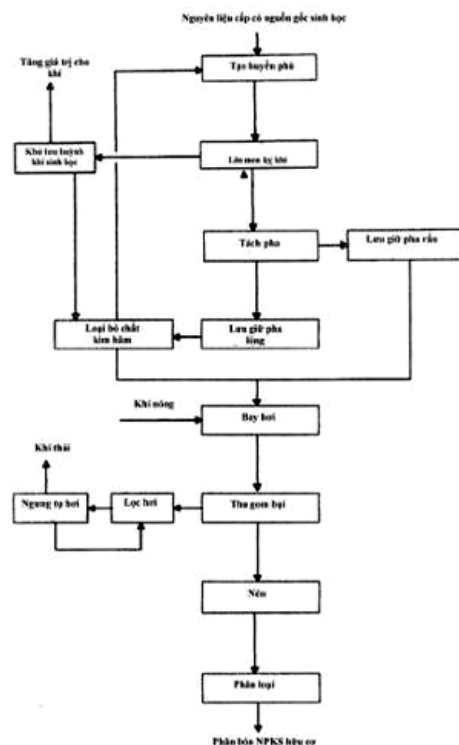 Nguyên liệu cấp có nguồn gốc sinh học
Tăng giá trị cho
khí
Tạo huyền phù
Khử lưu huỳnh
khí sinh học
Lên men kỵ khí
Tách pha
Lưu giữ pha rắn
Loại bỏ chất
kìm hãm
Lưu giữ pha
lỏng
Khí nóng
Bay hơi
Khí thải
Ngưng tụ hơi
Lọc hơi
Thu gom bụi
Nén
Phân loại
Phân bón NPKS hữu cơ